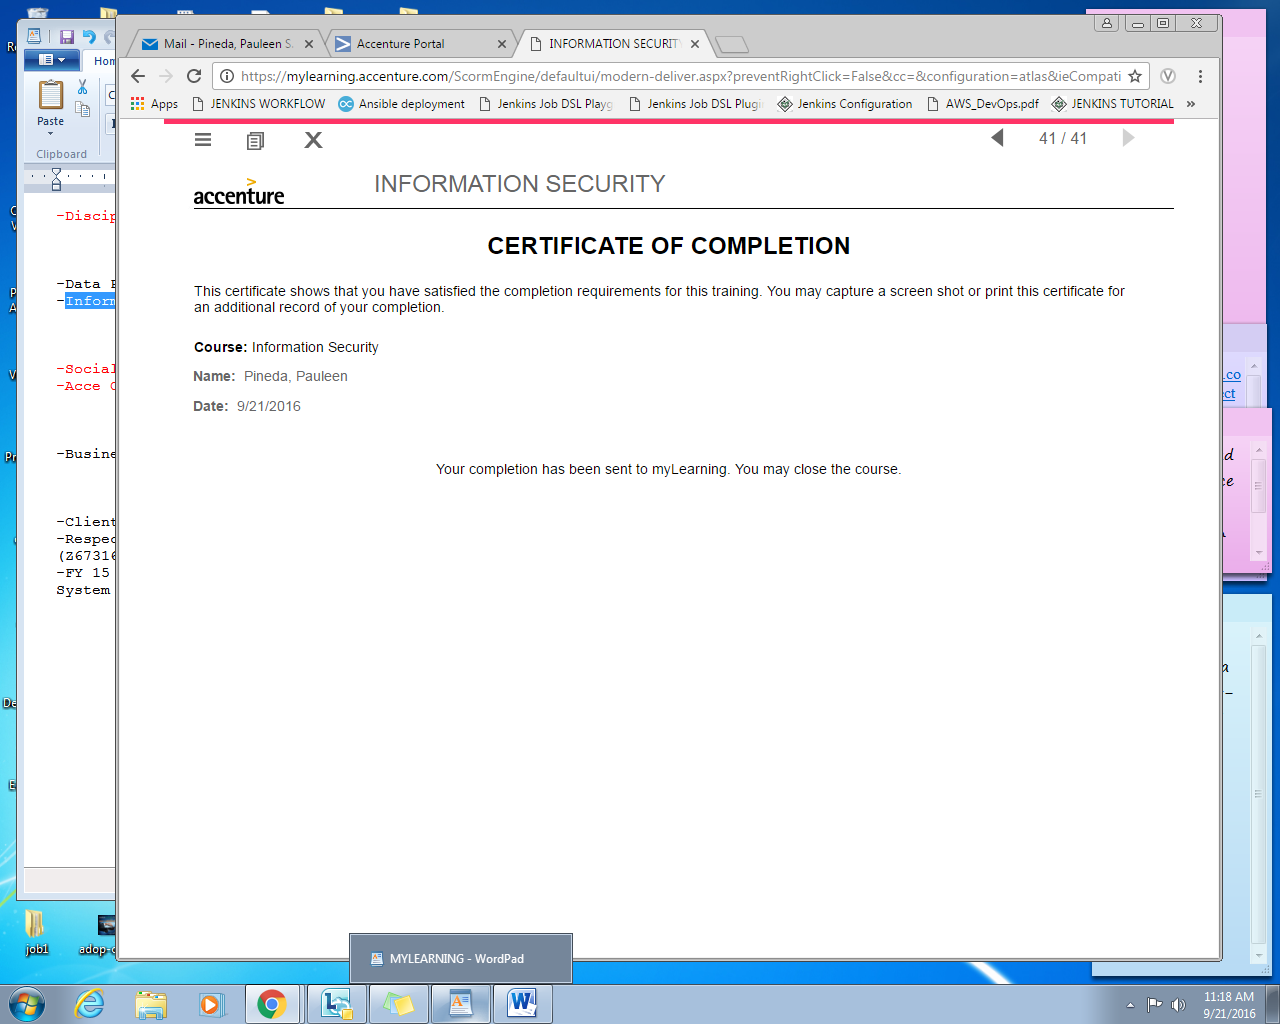 Mail - Pineda, Pauleen S.
Accenture Portal
INFORMATION SECURITY
https://mylearning.accenture.com/ScormEngine/defaultui/modern-deliver.aspx?preventRightClick=False&cc=&configuration=atlas&ieCompati
Apps
JENKINS WORKFLOW
Ansible deployment
Jenkins Job DSL Playg
Jenkins Job DSL Plugin
Jenkins Configuration
AWS_DevOps.pdf
JENKINS TUTORIAL
»
Hom
Paste
Clipboard
41 / 41
accenture
INFORMATION SECURITY
CERTIFICATE OF COMPLETION
This certificate shows that you have satisfied the completion requirements for this training. You may capture a screen shot or print this certificate for
an additional record of your completion.
Course: Information Security
Name: Pineda, Pauleen
Date: 9/21/2016
Your completion has been sent to myLearning. You may close the course.
-Discip
-Data
-Inform
-Social
-Acce
-Busine
-Client
-Respec
(Z67316
-FY 15
System
job1
MYLEARNING - WordPad
11:18 AM
9/21/2016